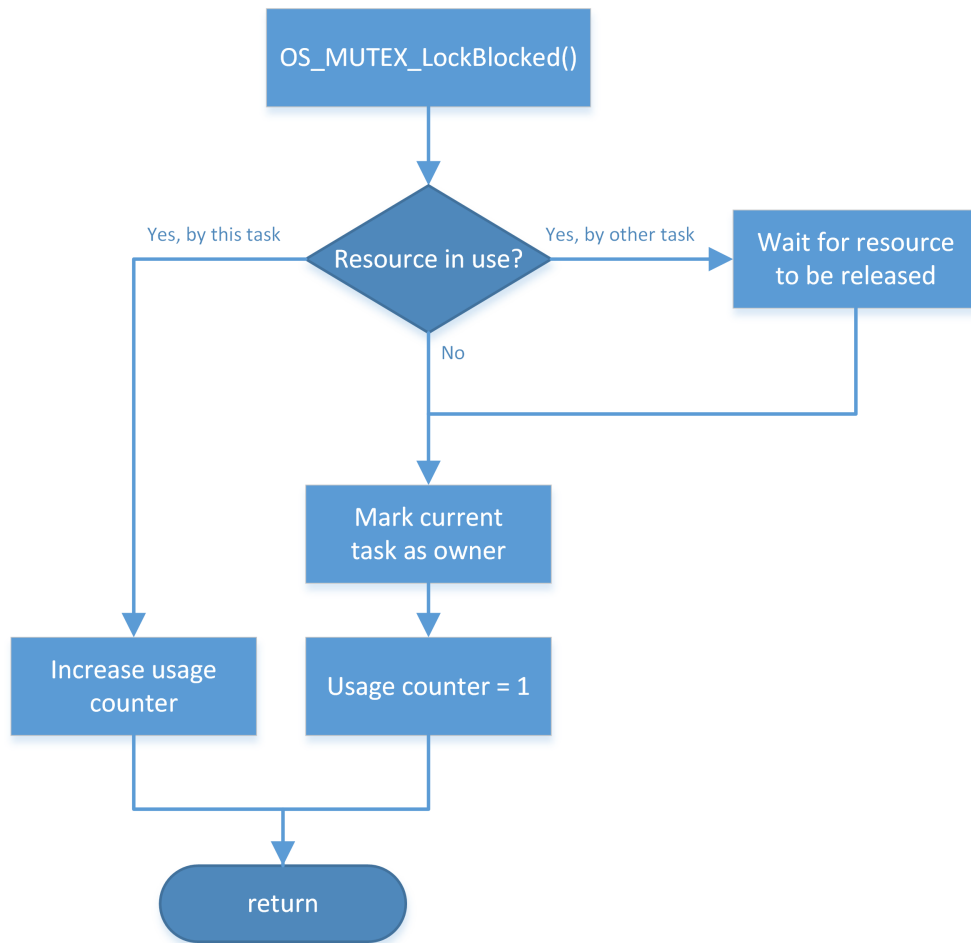 OS_MUTEX_LockBlocked()
Yes, by this task
Resource in use?
Yes, by other task
Wait for resource
to be released
No
Mark current
task as owner
Increase usage
counter
Usage counter = 1
return